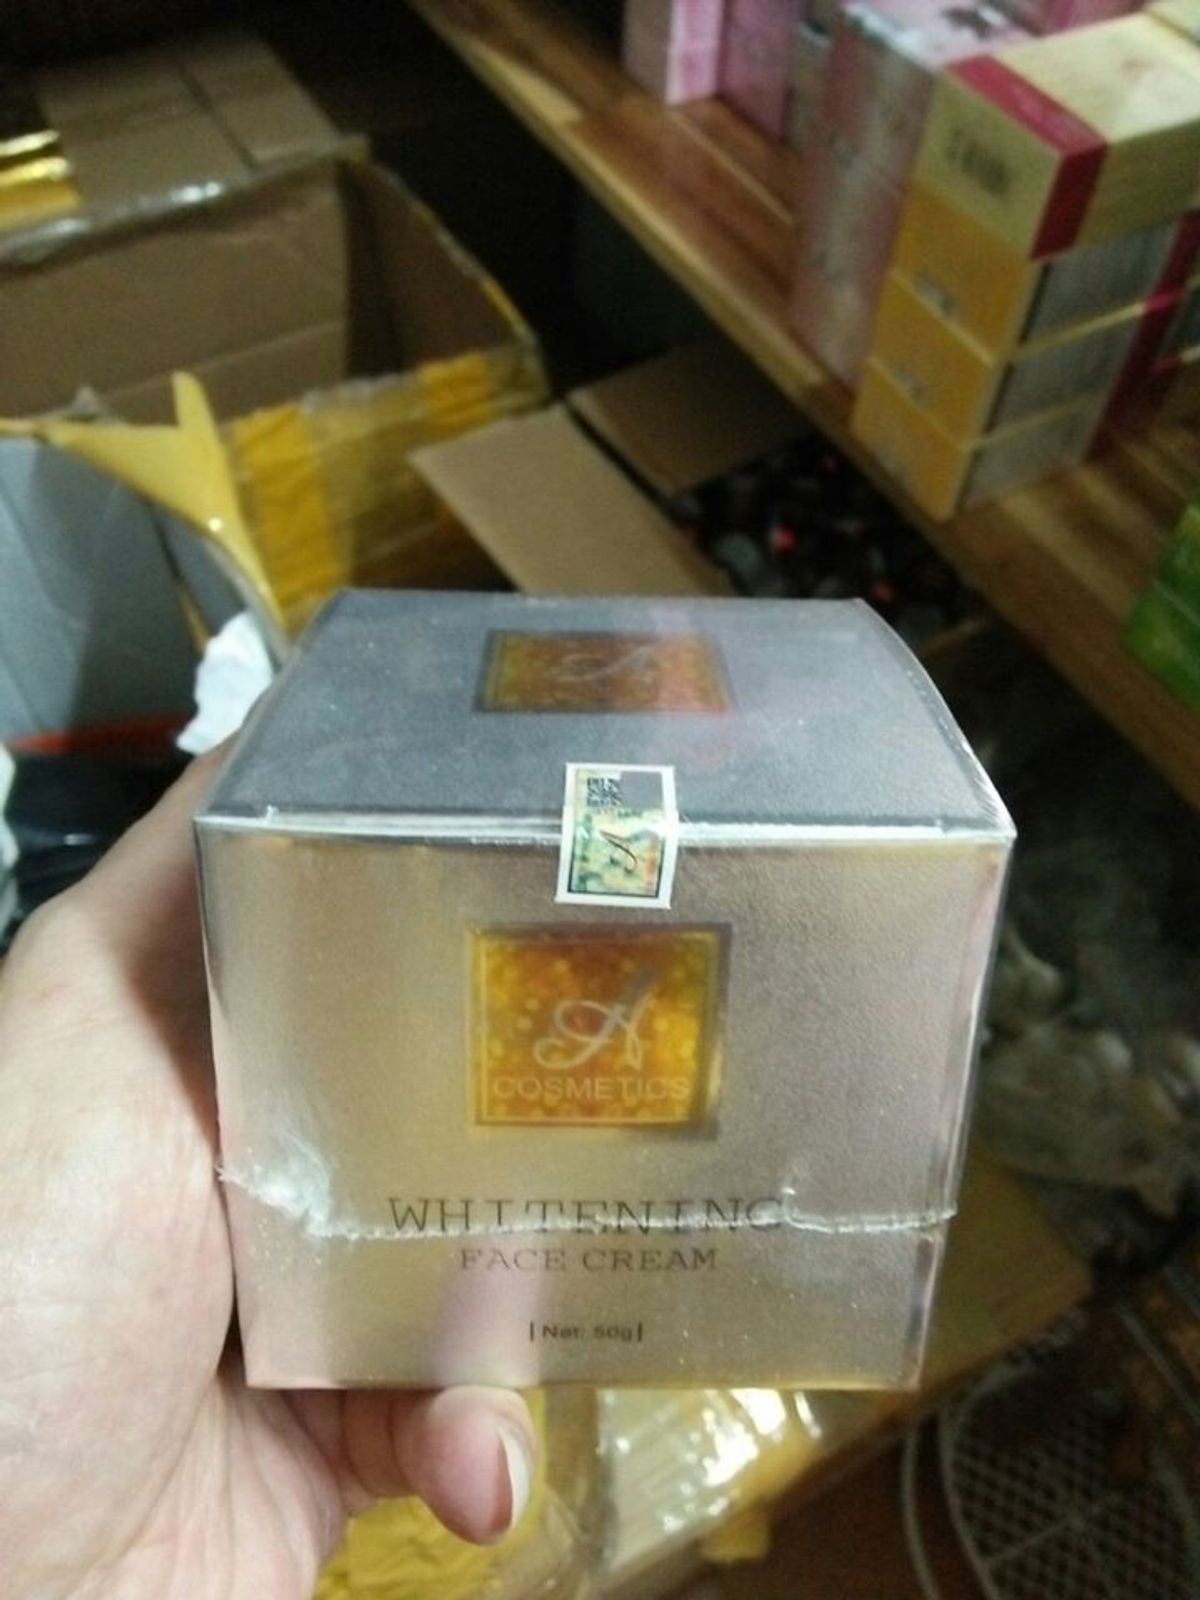 A
A
A
COSMETICS
WHITENING
FACE CREAM
|Net: 50g|